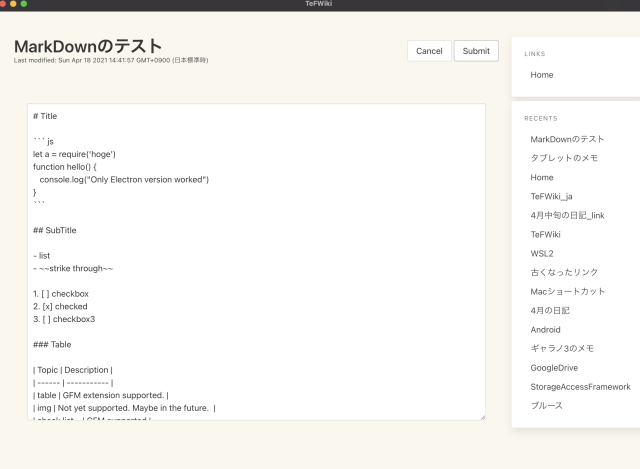 TeFWiki
MarkDownのテスト
Last modified: Sun Apr 18 2021 14:41:57 GMT+0900 (日本標準時)
Cancel
Submit
# Title
``` js
let a = require('hoge')
function hello() {
console.log("Only Electron version worked")
}
```
## SubTitle
- list
- ~~strike through~~
1. [ ] checkbox
2. [x] checked
3. [ ] checkbox3
### Table
| Topic | Description |
| ------ | ----------- |
| table | GFM extension supported. |
| img | Not yet supported. Maybe in the future.  |
LINKS
Home
RECENTS
MarkDownのテスト
タブレットのメモ
Home
TeFWiki_ja
4月中旬の日記_link
TeFWiki
WSL2
古くなったリンク
Macショートカット
4月の日記
Android
ギャラノ3のメモ
GoogleDrive
StorageAccessFramework
ブルース